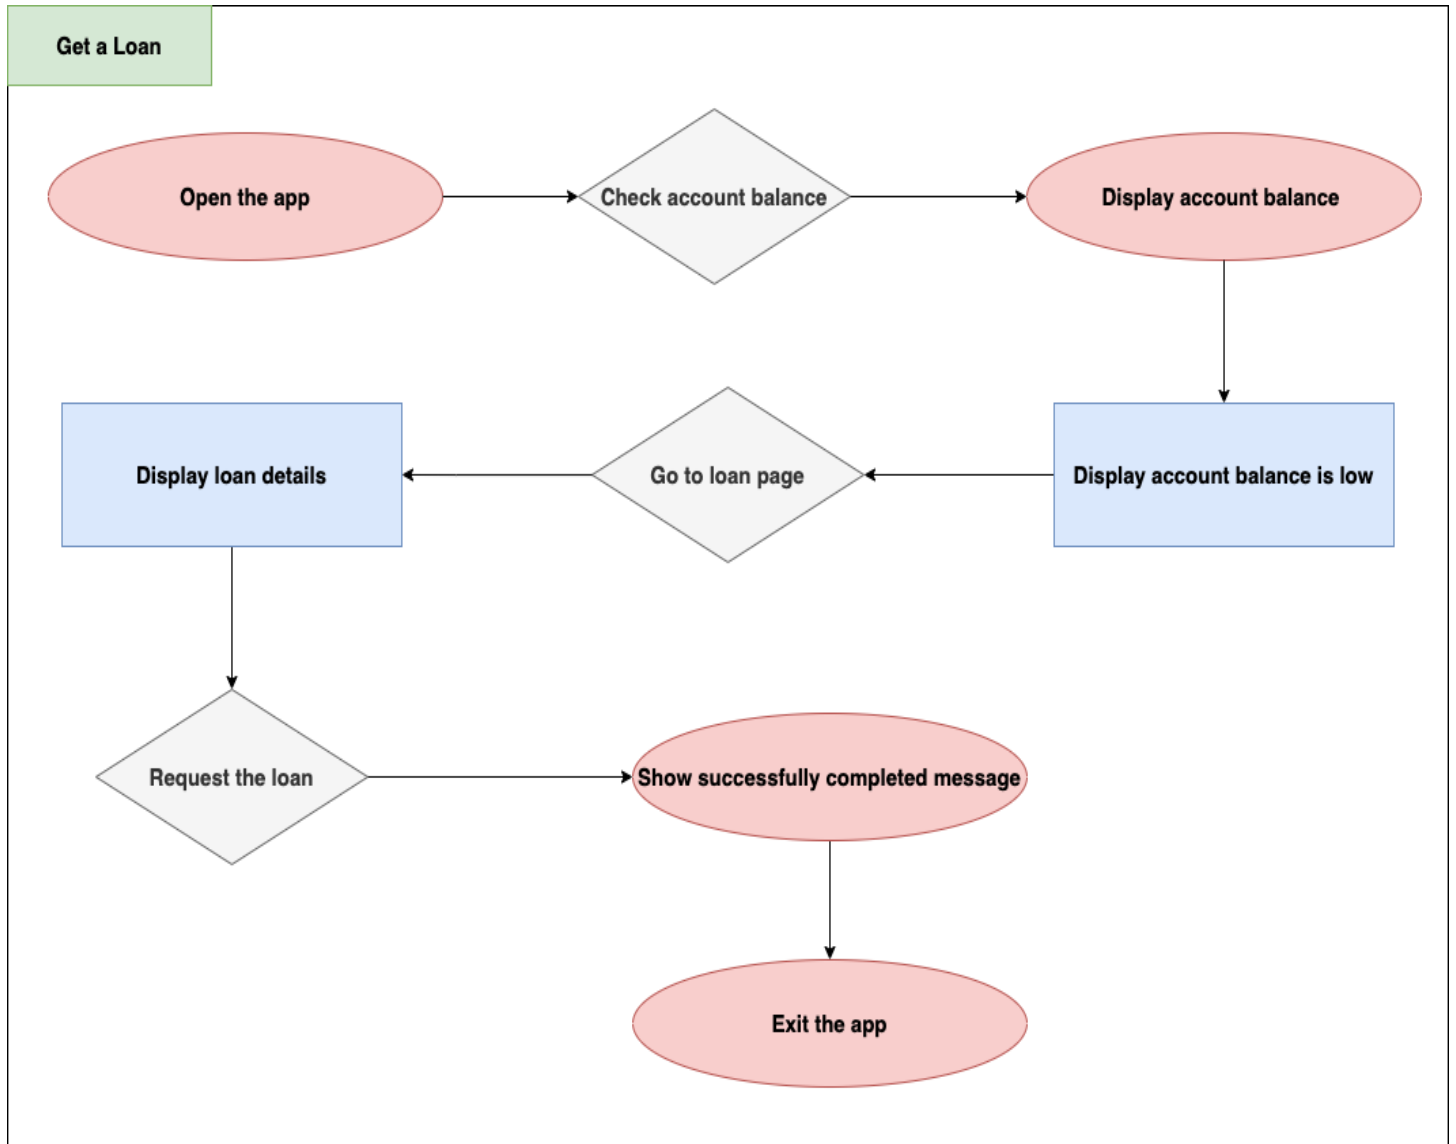 Get a Loan
Open the app
Check account balance
Display account balance
Display loan details
Go to loan page
Display account balance is low
Request the loan
Show successfully completed message
Exit the app